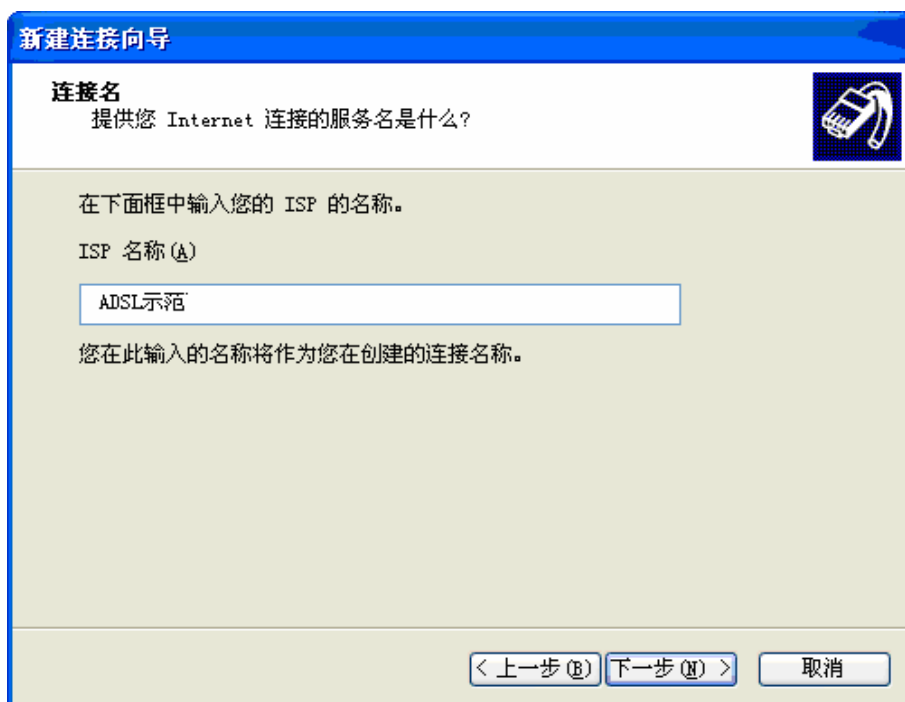 新建连接向导
连接名
提供您 Internet 连接的服务名是什么?
在下面框中输入您的 ISP 的名称。
ISP 名称(A)
ADSL示范
您在此输入的名称将作为您在创建的连接名称。
< 上一步(B) 下一步(N) > 取消